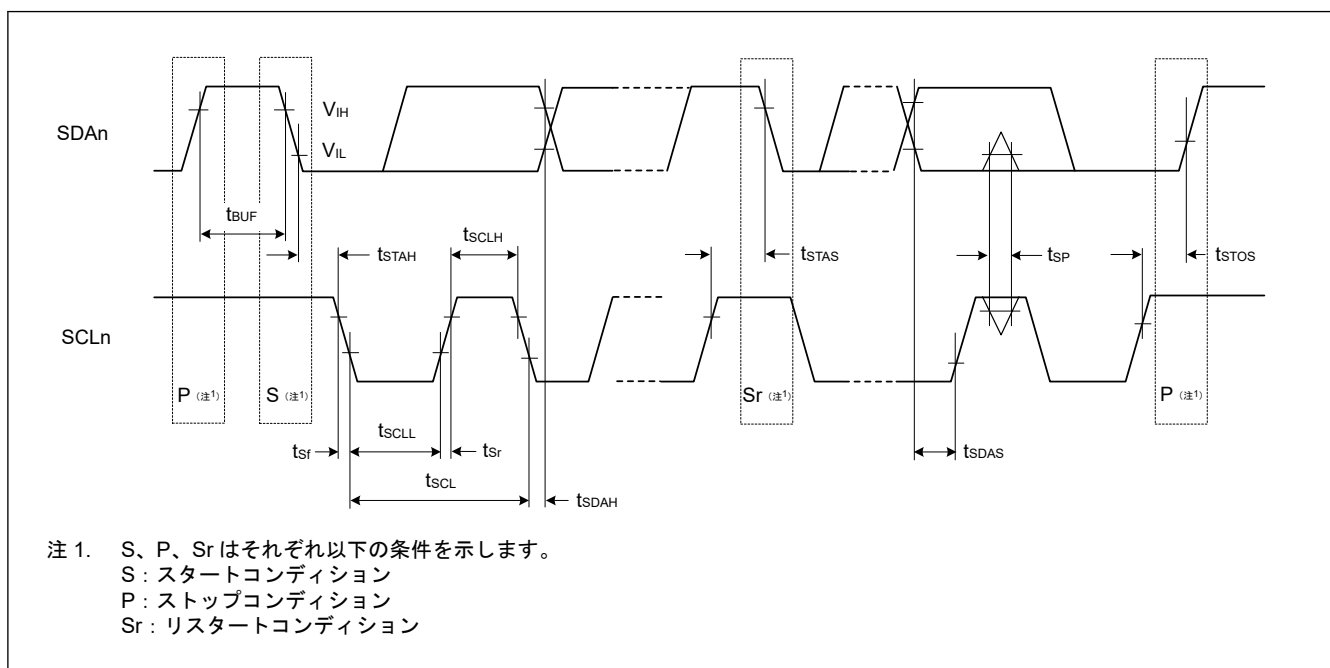 SDAn
VIH
VIL
tBUF
tSTAH
tSCLH
tSTAS
tSP
tSTOS
SCLn
P（注1）
S（注1）
Sr（注1）
P（注1）
tSf
tSCLL
tSr
tSDAS
tSCL
tSDAH
注 1. S、P、Sr はそれぞれ以下の条件を示します。
S：スタートコンディション
P：ストップコンディション
Sr：リスタートコンディション